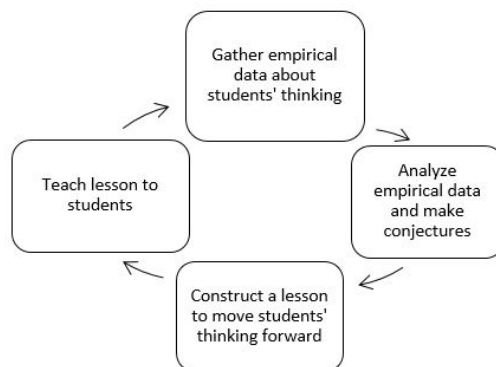 Gather empirical
data about
students' thinking
Analyze
empirical data
and make
conjectures
Construct a lesson
to move students'
thinking forward
Teach lesson to
students